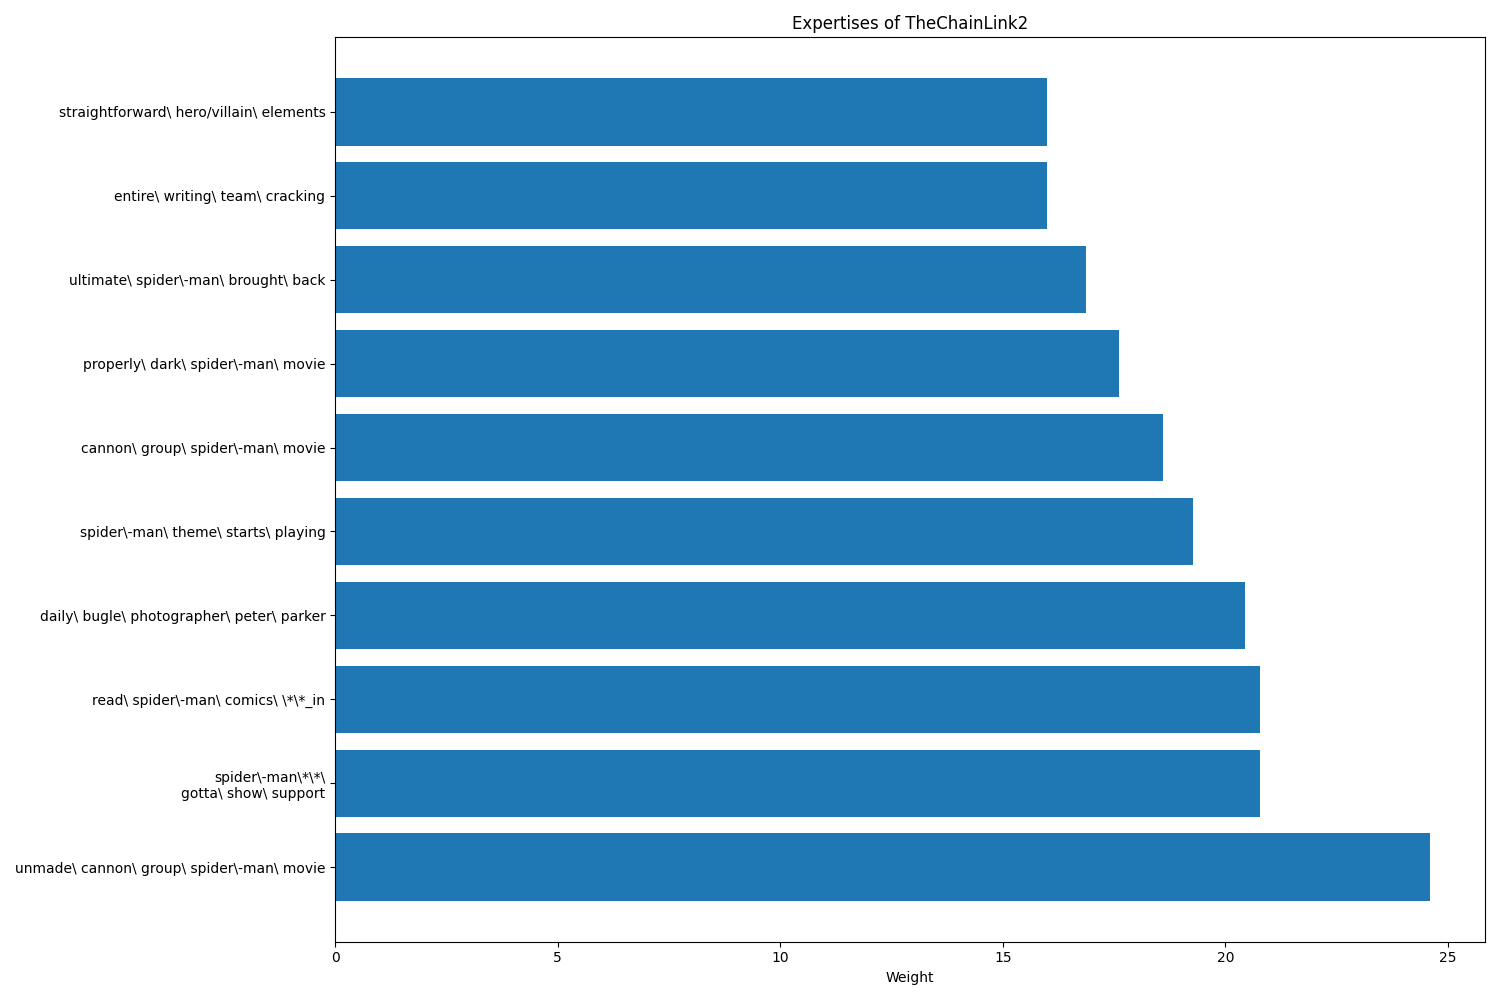 Expertises of TheChainLink2
straightforward\ hero/villain\ elements
entire\ writing\ team\ cracking
ultimate\ spider\-man\ brought\ back
properly\ dark\ spider\-man\ movie
cannon\ group\ spider\-man\ movie
spider\-man\ theme\ starts\ playing
daily\ bugle\ photographer\ peter\ parker
read\ spider\-man\ comics\ \*\*_in
spider\-man\*\*\
gotta\ show\ support
unmade\ cannon\ group\ spider\-man\ movie
0 5 10 15 20 25
Weight